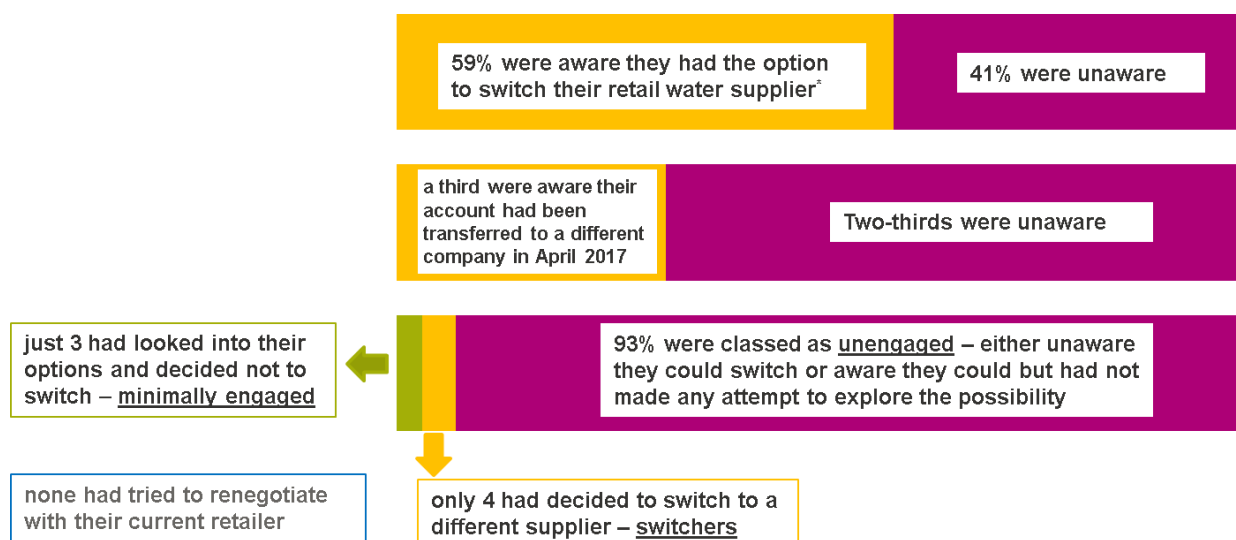 59% were aware they had the option
to switch their retail water supplier*
41% were unaware
a third were aware their
account had been
transferred to a different
company in April 2017
Two-thirds were unaware
just 3 had looked into their
options and decided not to
switch – minimally engaged
93% were classed as unengaged – either unaware
they could switch or aware they could but had not
made any attempt to explore the possibility
none had tried to renegotiate
with their current retailer
only 4 had decided to switch to a
different supplier – switchers